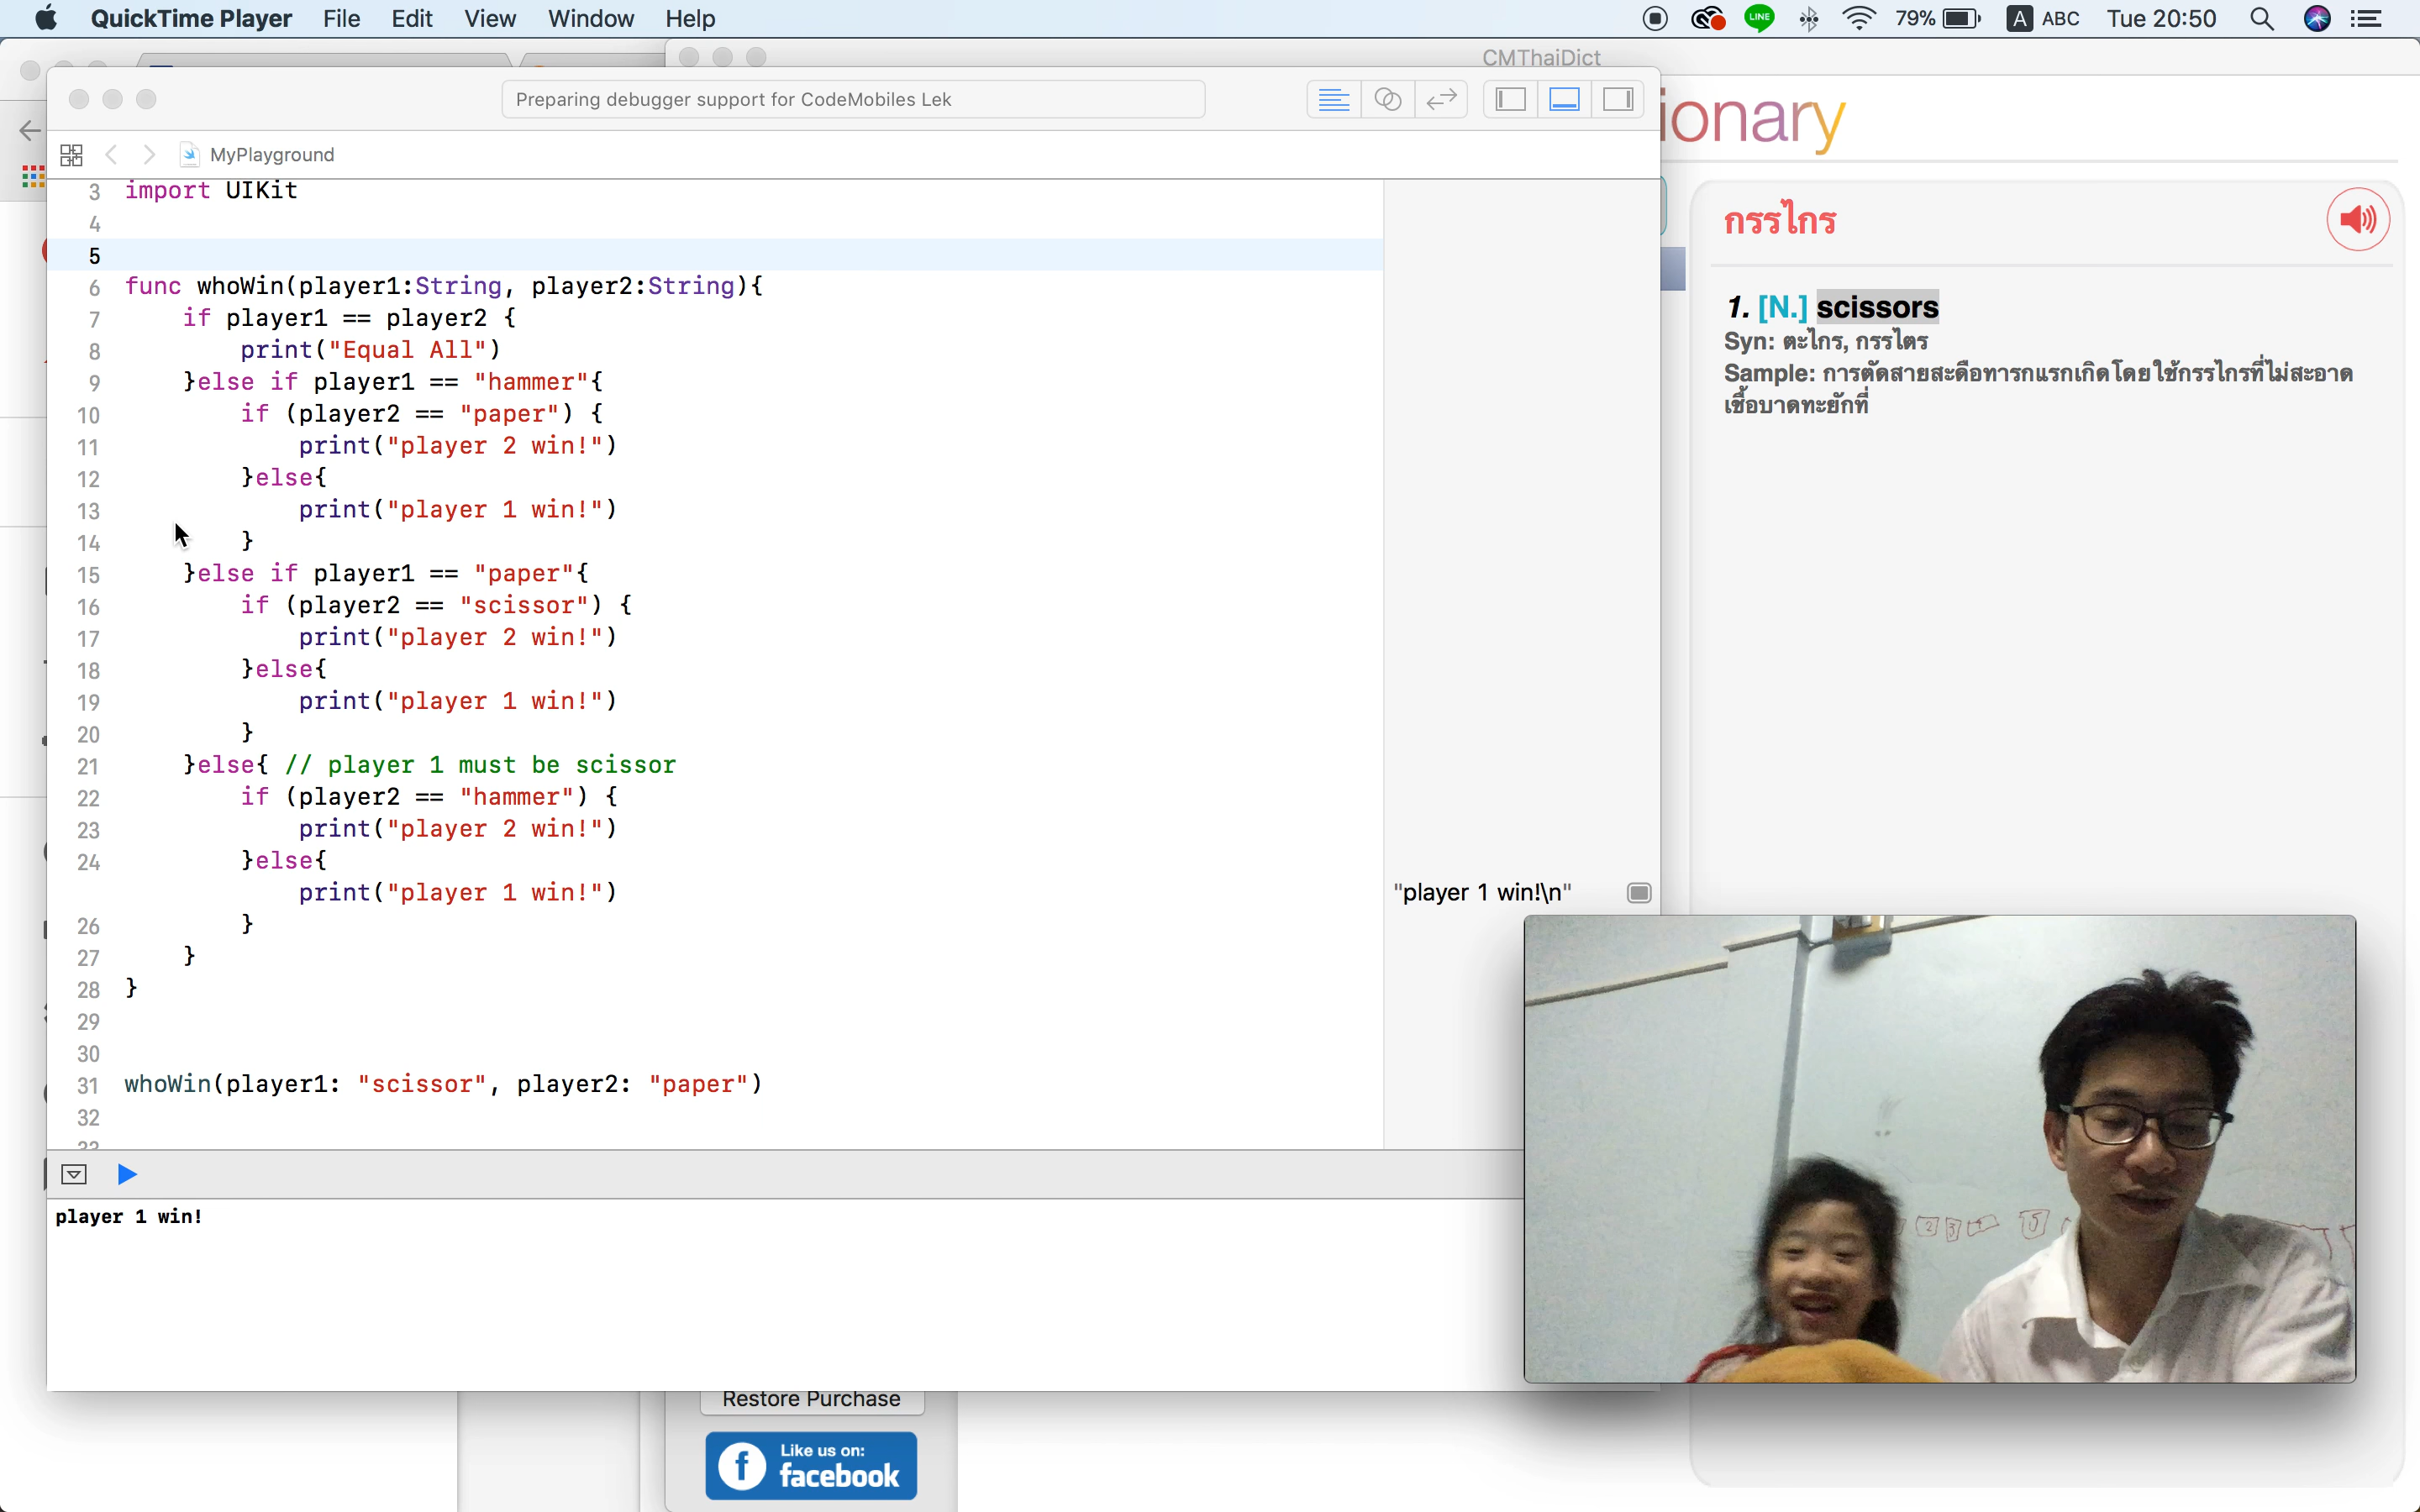 QuickTime Player File Edit View Window Help LINE 79% A ABC Tue 20:50
CMThaiDict
Preparing debugger support for CodeMobiles Lek
ionary
MyPlayground
3 import UIKit
4
5
6 func whoWin(player1:String, player2:String){
7 if player1 == player2 {
8 print("Equal All")
9 }else if player1 == "hammer"{
10 if (player2 == "paper") {
11 print("player 2 win!")
12 }else{
13 print("player 1 win!")
14 }
15 }else if player1 == "paper"{
16 if (player2 == "scissor") {
17 print("player 2 win!")
18 }else{
19 print("player 1 win!")
20 }
21 }else{ // player 1 must be scissor
22 if (player2 == "hammer") {
23 print("player 2 win!")
24 }else{
print("player 1 win!")
26 }
27 }
28 }
29
30
31 whoWin(player1: "scissor", player2: "paper")
32
33
"player 1 win!\n"
player 1 win!
กรรไกร
1. [N.] scissors
Syn: ตะไกร, กรรไตร
Sample: การตัดสายสะดือทารกแรกเกิดโดยใช้กรรไกรที่ไม่สะอาด
เชื้อบาดทะยักที่
2 3 5
Restore Purchase
Like us on:
f facebook